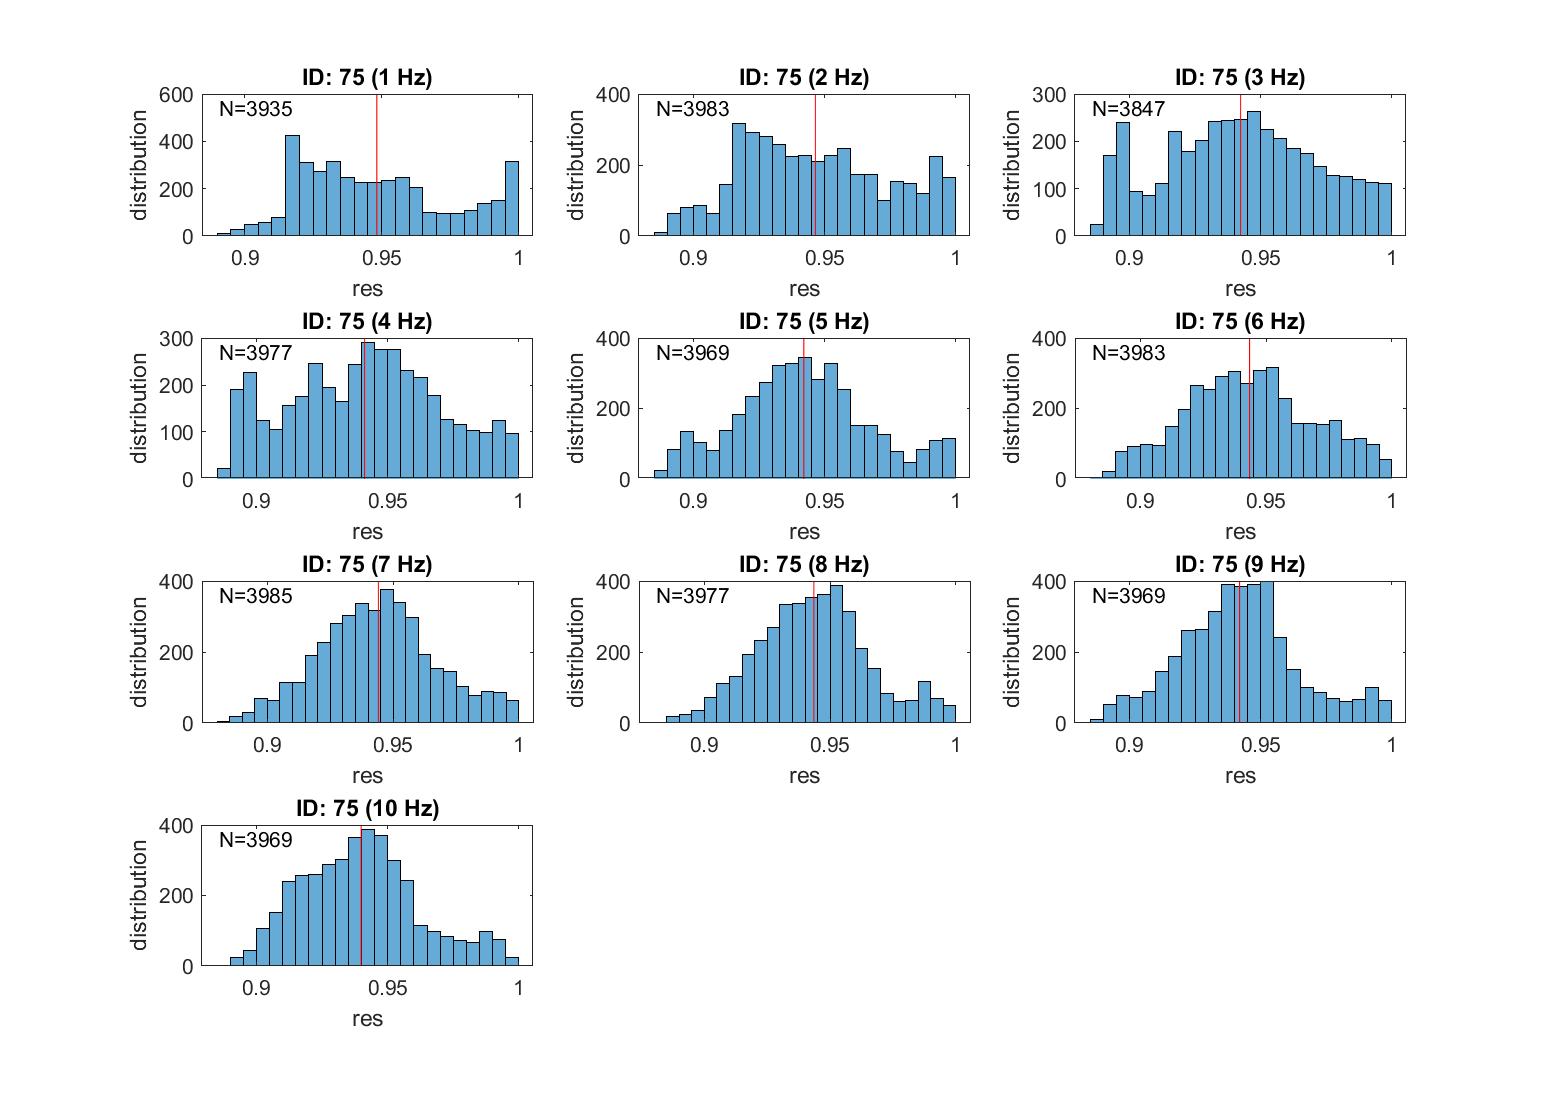 ID: 75 (1 Hz)
N=3935
600
400
200
0
distribution
0.9 0.95 1
res
ID: 75 (2 Hz)
N=3983
400
200
0
distribution
0.9 0.95 1
res
ID: 75 (3 Hz)
N=3847
300
200
100
0
distribution
0.9 0.95 1
res
ID: 75 (4 Hz)
N=3977
300
200
100
0
distribution
0.9 0.95 1
res
ID: 75 (5 Hz)
N=3969
400
200
0
distribution
0.9 0.95 1
res
ID: 75 (6 Hz)
N=3983
400
200
0
distribution
0.9 0.95 1
res
ID: 75 (7 Hz)
N=3985
400
200
0
distribution
0.9 0.95 1
res
ID: 75 (8 Hz)
N=3977
400
200
0
distribution
0.9 0.95 1
res
ID: 75 (9 Hz)
N=3969
400
200
0
distribution
0.9 0.95 1
res
ID: 75 (10 Hz)
N=3969
400
200
0
distribution
0.9 0.95 1
res